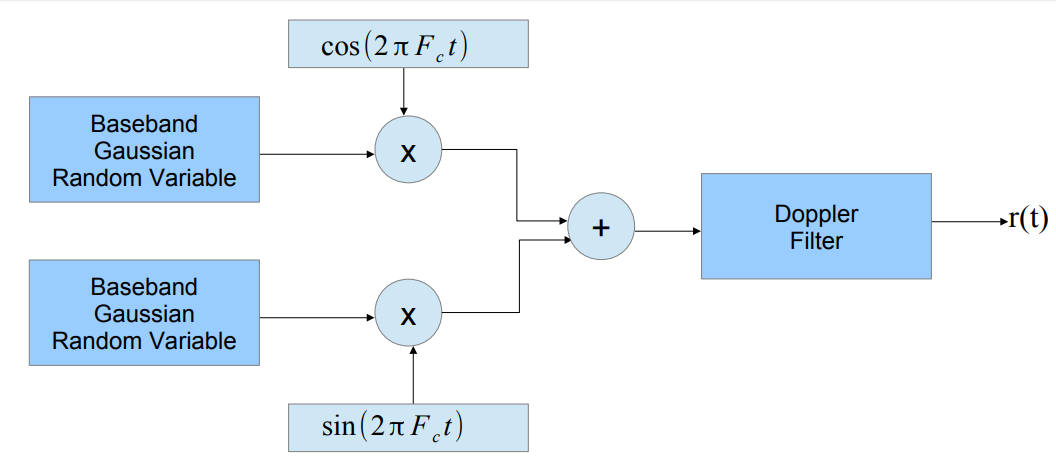 cos(2πF_c t)
Baseband
Gaussian
Random Variable
x
+
Doppler
Filter
r(t)
Baseband
Gaussian
Random Variable
x
sin(2πF_c t)